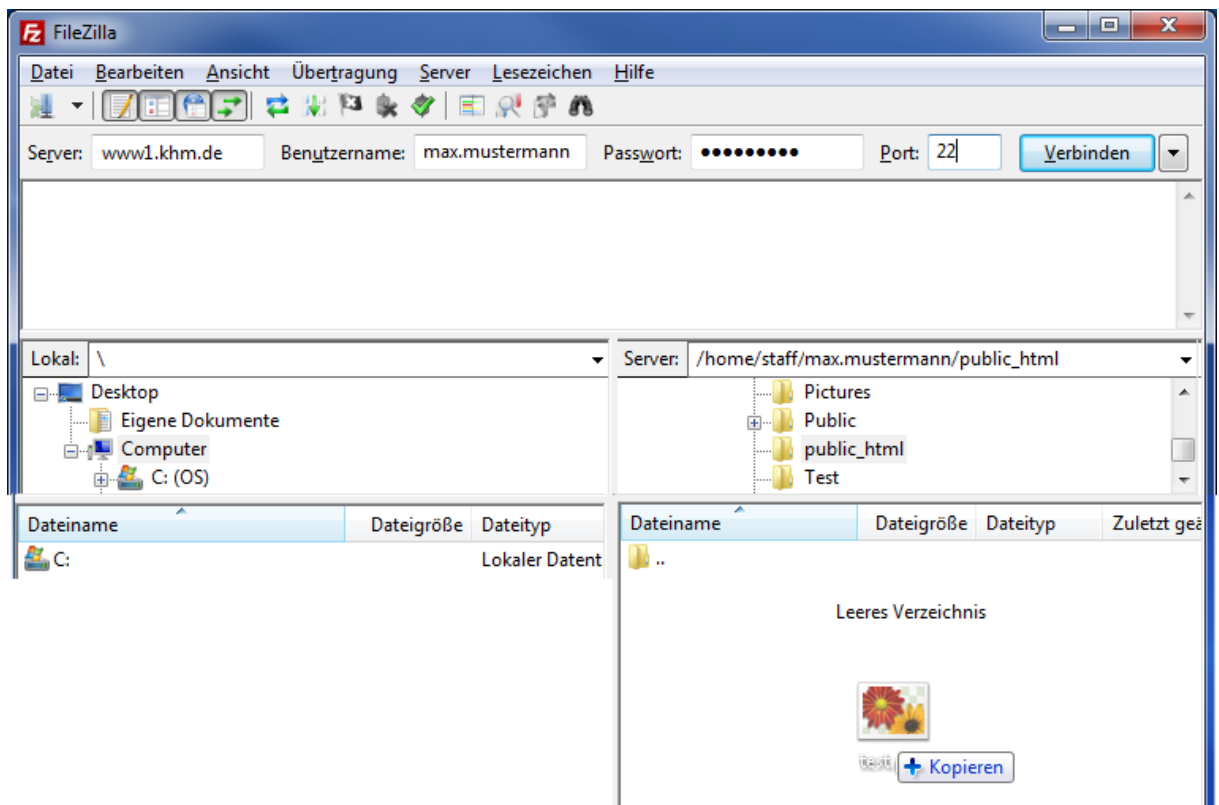 FileZilla
Datei Bearbeiten Ansicht Übertragung Server Lesezeichen Hilfe
Server: www1.khm.de Benutzername: max.mustermann Passwort: ●●●●●●●●● Port: 22 Verbinden
Lokal: \ Server: /home/staff/max.mustermann/public_html
Desktop Pictures
Eigene Dokumente Public
Computer public_html
C: (OS) Test
Dateiname Dateigröße Dateityp Dateiname Dateigröße Dateityp Zuletzt geä
C: Lokaler Datent ..
Leeres Verzeichnis
test Kopieren